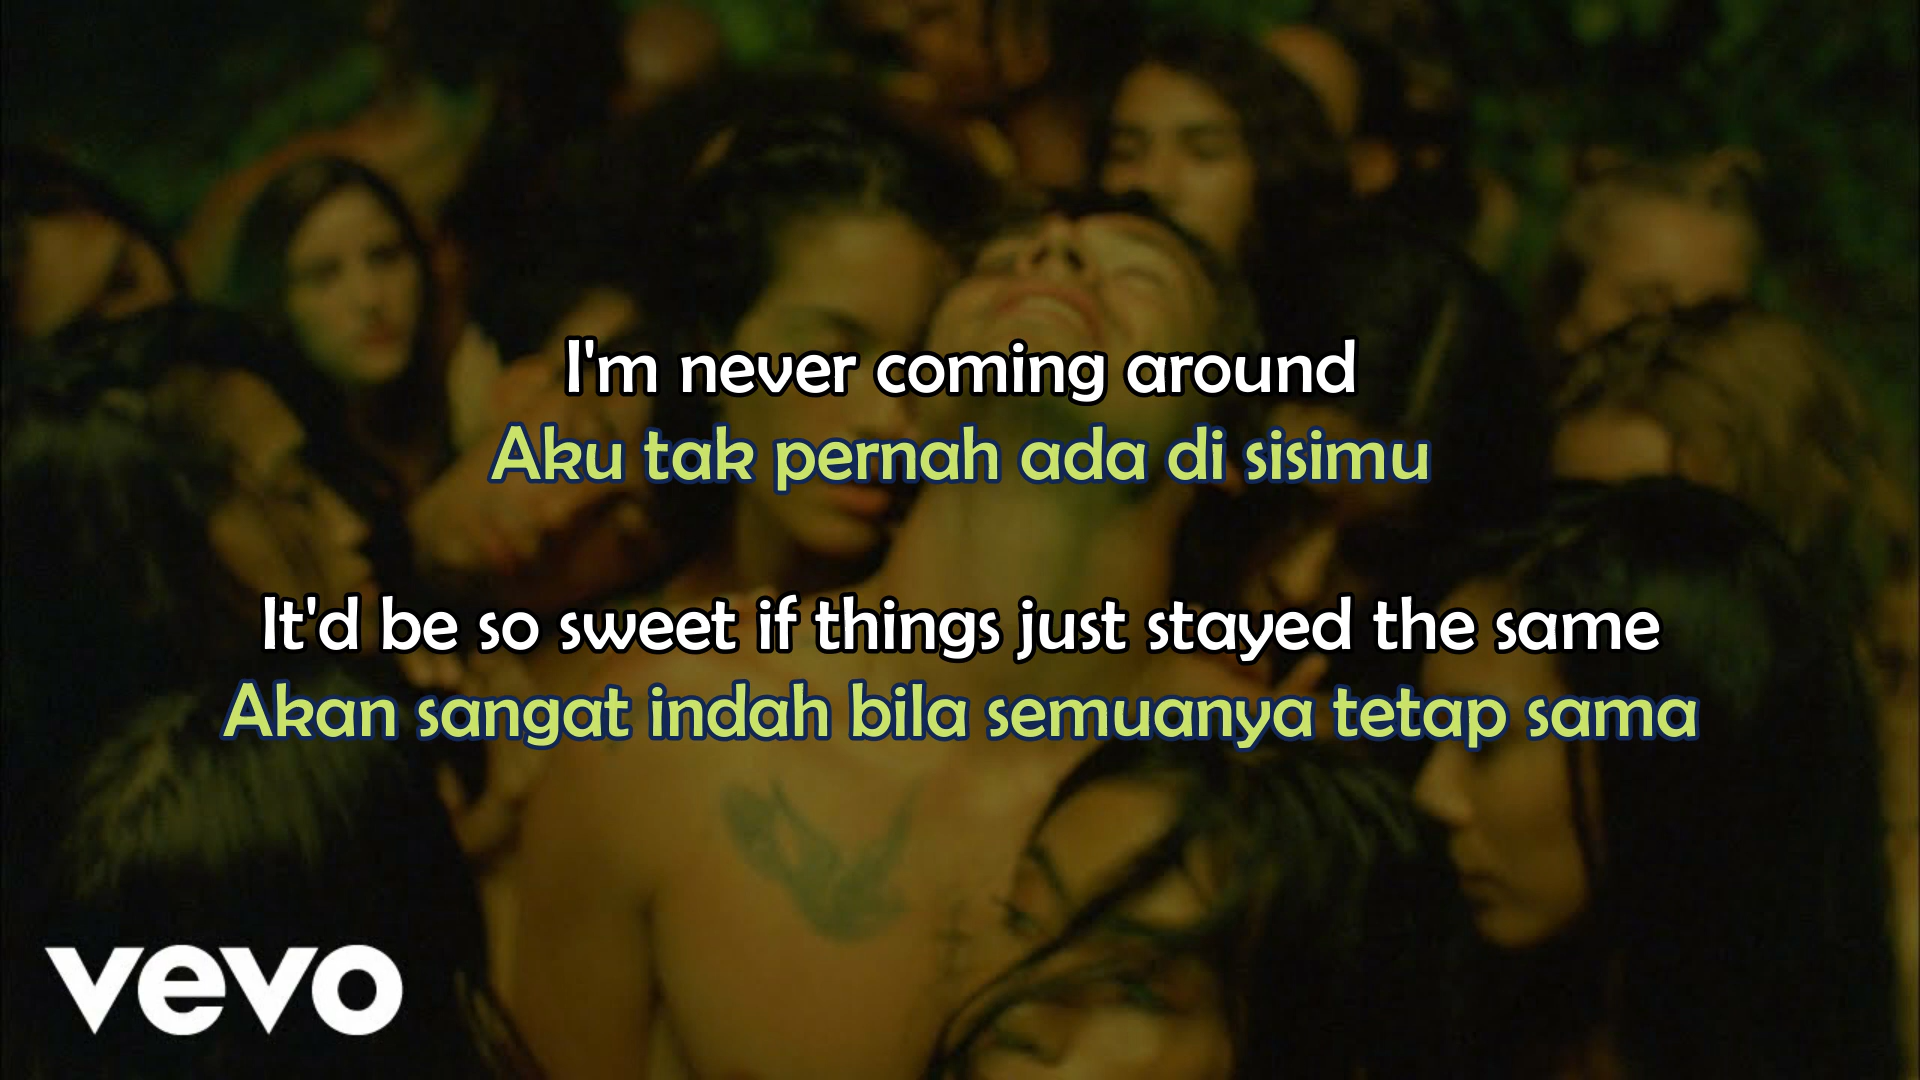 I'm never coming around
Aku tak pernah ada di sisimu
It'd be so sweet if things just stayed the same
Akan sangat indah bila semuanya tetap sama
vevo